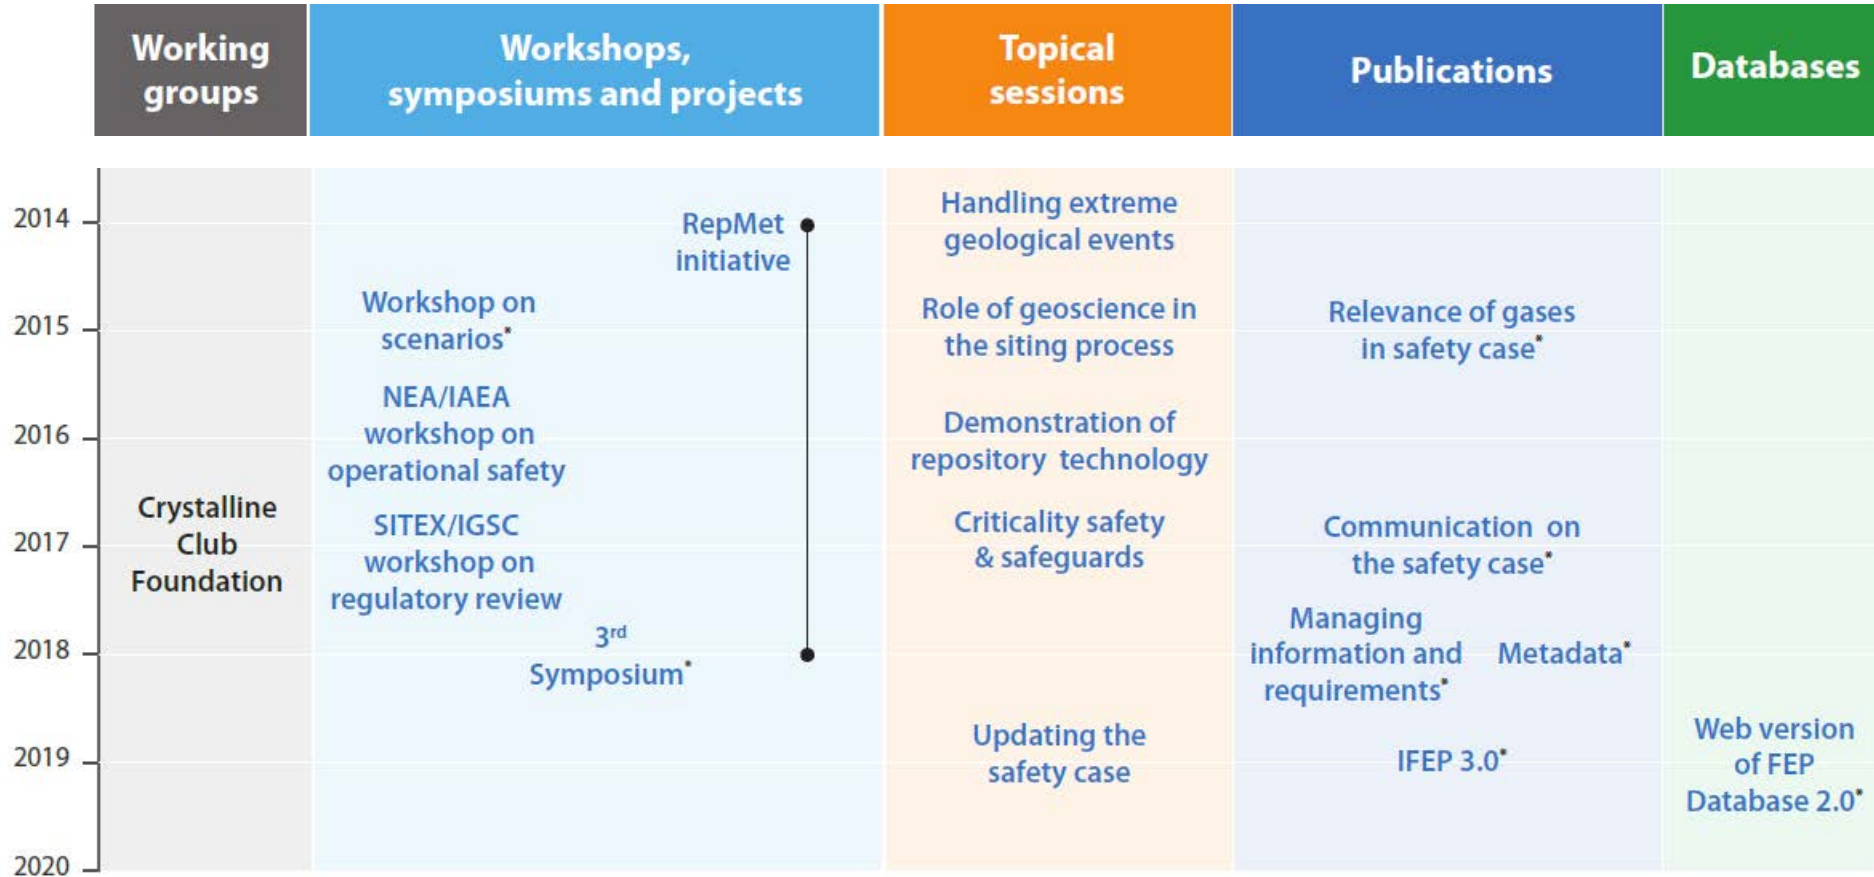 Working
groups
Workshops,
symposiums and projects
Topical
sessions
Publications
Databases
2014
RepMet
initiative
Handling extreme
geological events
2015
Workshop on
scenarios*
Role of geoscience in
the siting process
Relevance of gases
in safety case*
2016
NEA/IAEA
workshop on
operational safety
Demonstration of
repository technology
2017
Crystalline
Club
Foundation
SITEX/IGSC
workshop on
regulatory review
Criticality safety
& safeguards
Communication on
the safety case*
2018
3rd
Symposium*
Managing
information and
requirements*
Metadata*
2019
Updating the
safety case
IFEP 3.0*
Web version
of FEP
Database 2.0*
2020